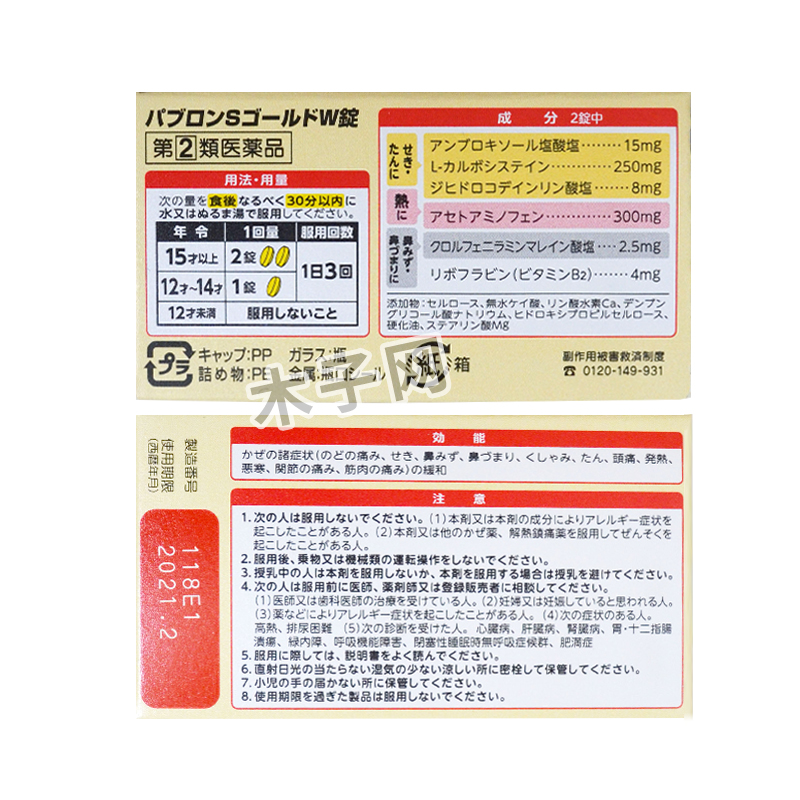 パブロンSゴールドW錠
第②類医薬品
用法・用量
次の量を食後なるべく30分以内に
水又はぬるま湯で服用してください。
年令 1回量 服用回数
15才以上 2錠 1日3回
12才~14才 1錠
12才未満 服用しないこと
成分 2錠中
せき・たんに
アンブロキソール塩酸塩……15mg
L-カルボシステイン…………250mg
ジヒドロコデインリン酸塩……8mg
熱に
アセトアミノフェン…………300mg
鼻みず・鼻づまりに
クロルフェニラミンマレイン酸塩…2.5mg
リボフラビン(ビタミンB2)……4mg
添加物:セルロース、無水ケイ酸、リン酸水素Ca、デンプン
グリコール酸ナトリウム、ヒドロキシプロピルセルロース、
硬化油、ステアリン酸Mg
プラ
キャップ:PP ガラス:瓶
詰め物:PE 金属:瓶口シール
紙 箱
副作用被害救済制度
☎ 0120-149-931
木子网
製造番号
使用期限
(西暦年月)
118E1
2021.2
効能
かぜの諸症状(のどの痛み、せき、鼻みず、鼻づまり、くしゃみ、たん、頭痛、発熱、
悪寒、関節の痛み、筋肉の痛み)の緩和
注意
1.次の人は服用しないでください。(1)本剤又は本剤の成分によりアレルギー症状を
起こしたことがある人。(2)本剤又は他のかぜ薬、解熱鎮痛薬を服用してぜんそくを
起こしたことがある人。
2.服用後、乗物又は機械類の運転操作をしないでください。
3.授乳中の人は本剤を服用しないか、本剤を服用する場合は授乳を避けてください。
4.次の人は服用前に医師、薬剤師又は登録販売者に相談してください。
(1)医師又は歯科医師の治療を受けている人。(2)妊婦又は妊娠していると思われる人。
(3)薬などによりアレルギー症状を起こしたことがある人。(4)次の症状のある人。
高熱、排尿困難 (5)次の診断を受けた人。 心臓病、肝臓病、腎臓病、胃・十二指腸
潰瘍、緑内障、呼吸機能障害、閉塞性睡眠時無呼吸症候群、肥満症
5.服用に際しては、説明書をよく読んでください。
6.直射日光の当たらない湿気の少ない涼しい所に密栓して保管してください。
7.小児の手の届かない所に保管してください。
8.使用期限を過ぎた製品は服用しないでください。